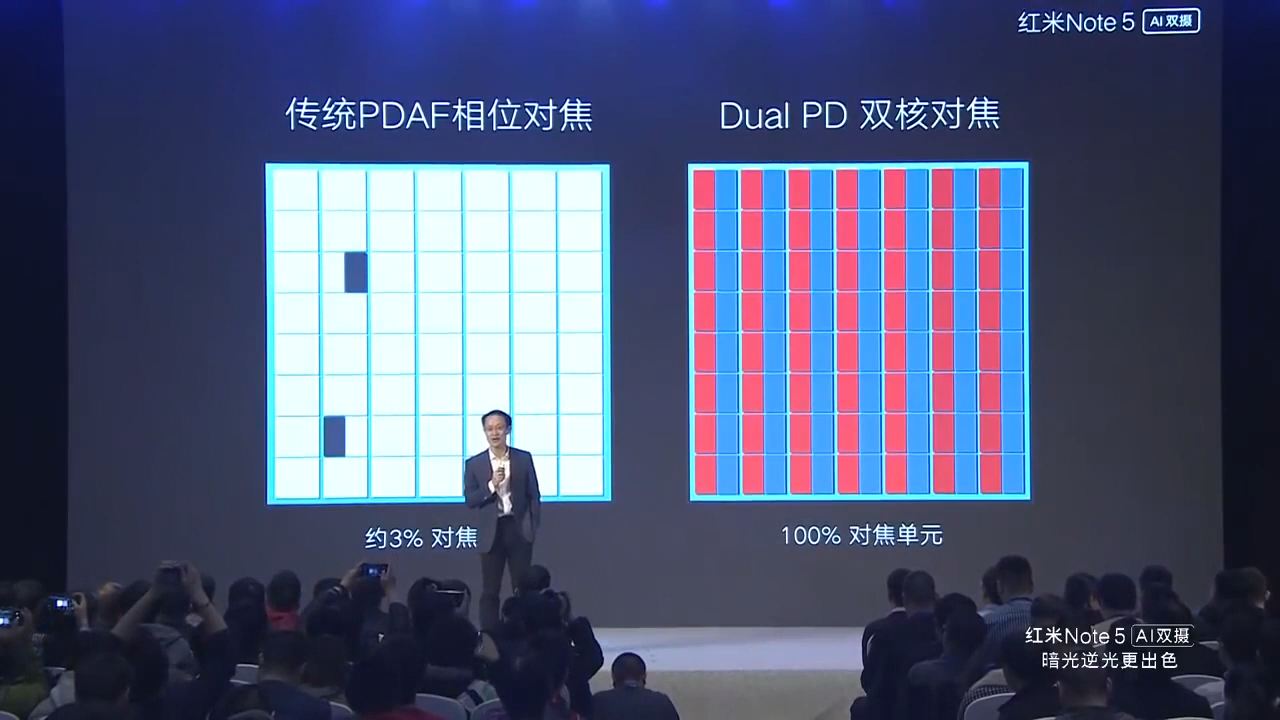 红米Note 5 AI 双摄
传统PDAF相位对焦
Dual PD 双核对焦
约3% 对焦
100% 对焦单元
红米Note 5 AI双摄
暗光逆光更出色